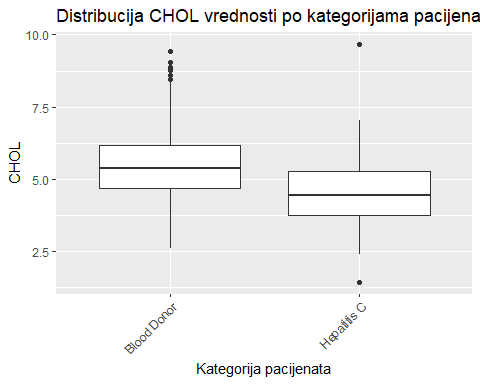 Distribucija CHOL vrednosti po kategorijama pacijena
10.0
7.5
CHOL
5.0
2.5
Blood Donor
Hepatitis C
Kategorija pacijenata